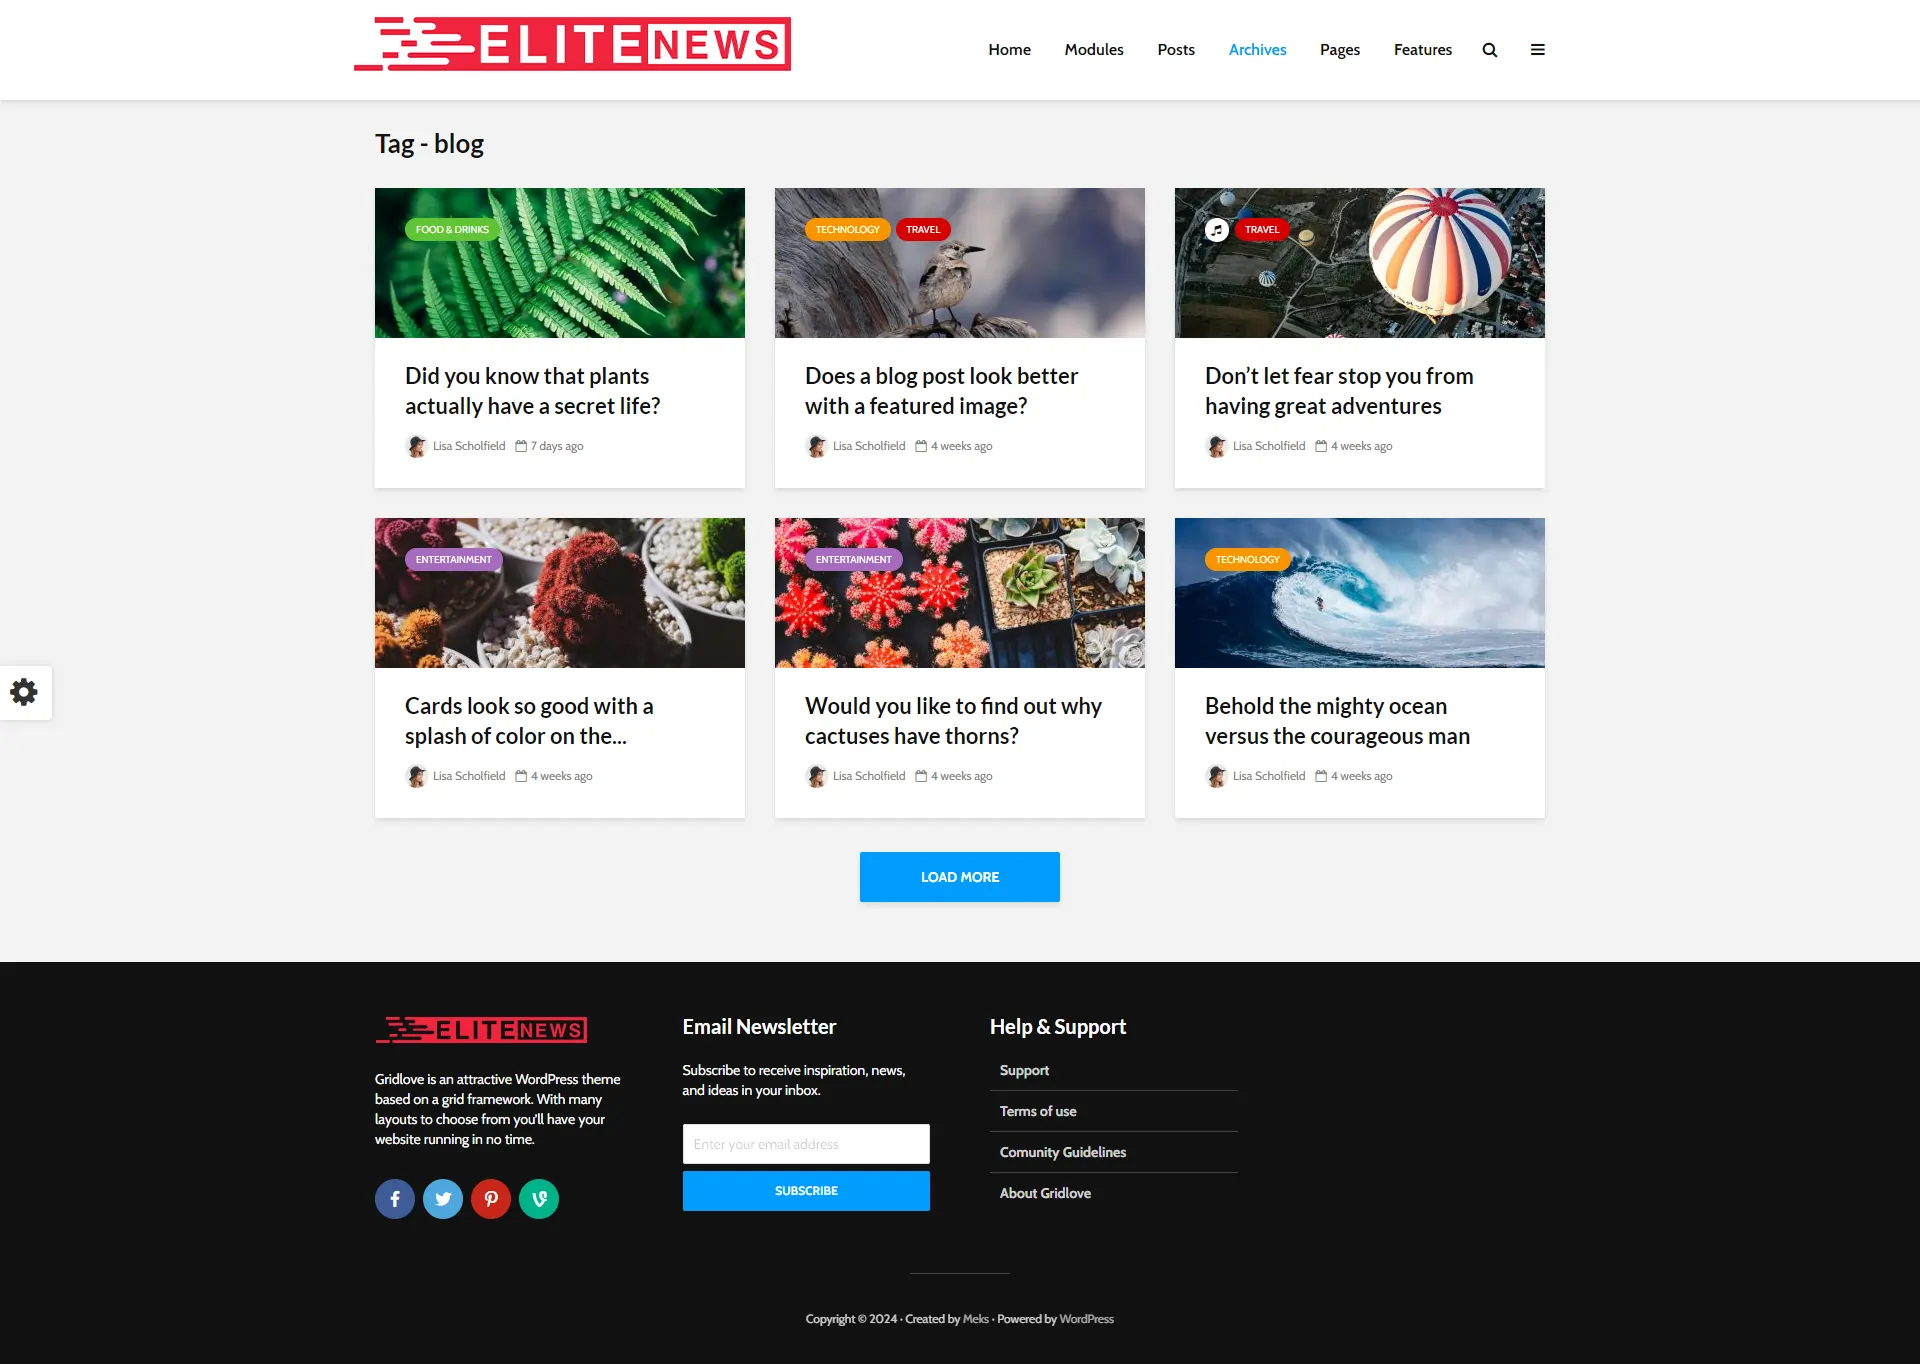 ELITENEWS
Home
Modules
Posts
Archives
Pages
Features
Tag - blog
FOOD & DRINKS
Did you know that plants
actually have a secret life?
Lisa Scholfield
7 days ago
TECHNOLOGY
TRAVEL
Does a blog post look better
with a featured image?
Lisa Scholfield
4 weeks ago
TRAVEL
Don’t let fear stop you from
having great adventures
Lisa Scholfield
4 weeks ago
ENTERTAINMENT
Cards look so good with a
splash of color on the...
Lisa Scholfield
4 weeks ago
ENTERTAINMENT
Would you like to find out why
cactuses have thorns?
Lisa Scholfield
4 weeks ago
TECHNOLOGY
Behold the mighty ocean
versus the courageous man
Lisa Scholfield
4 weeks ago
LOAD MORE
ELITENEWS
Gridlove is an attractive WordPress theme
based on a grid framework. With many
layouts to choose from you’ll have your
website running in no time.
Email Newsletter
Subscribe to receive inspiration, news,
and ideas in your inbox.
Enter your email address
SUBSCRIBE
Help & Support
Support
Terms of use
Comunity Guidelines
About Gridlove
Copyright © 2024 · Created by Meks · Powered by WordPress